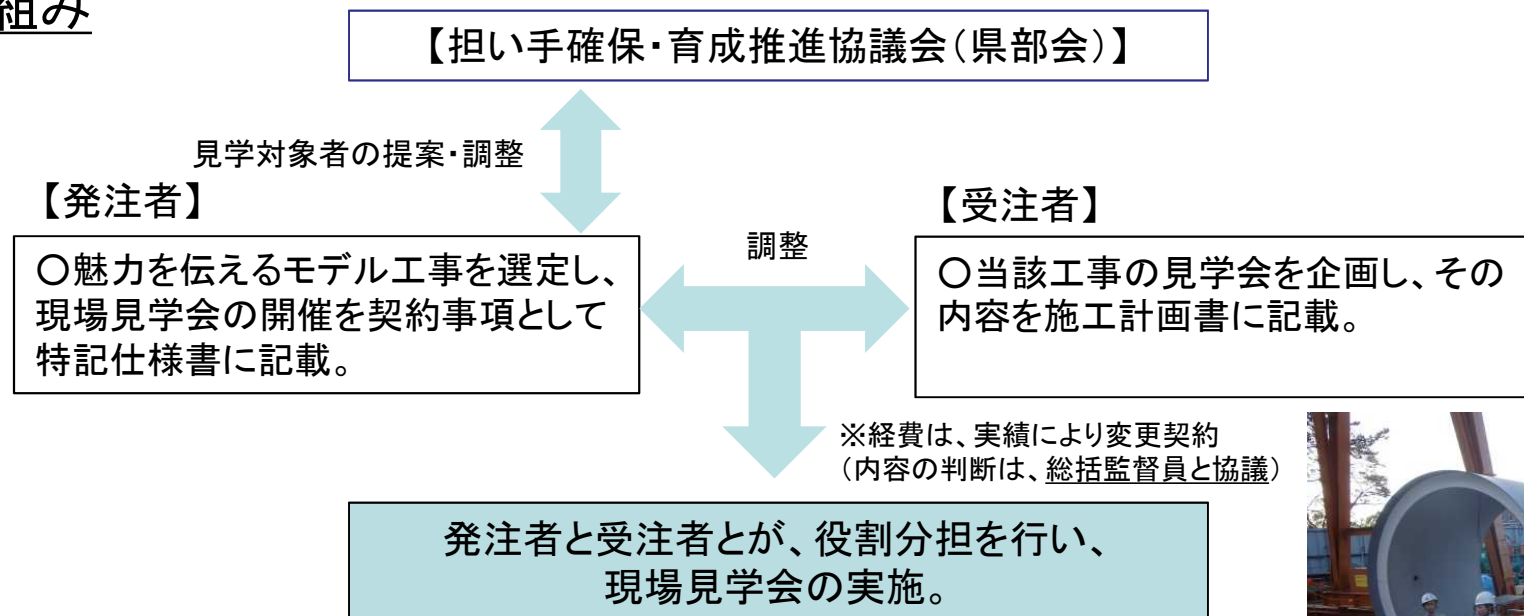 組み
【担い手確保・育成推進協議会(県部会)】
見学対象者の提案・調整
【発注者】
○魅力を伝えるモデル工事を選定し、
現場見学会の開催を契約事項として
特記仕様書に記載。
調整
【受注者】
○当該工事の見学会を企画し、その
内容を施工計画書に記載。
※経費は、実績により変更契約
(内容の判断は、総括監督員と協議)
発注者と受注者とが、役割分担を行い、
現場見学会の実施。